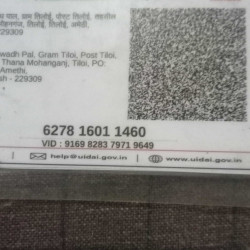 229309
wadh Pal, Gram Tiloi, Post Tiloi,
Thana Mohanganj, Tiloi, PO:
Amethi,
sh - 229309
6278 1601 1460
VID : 9169 8283 7971 9649
help@uidai.gov.in | www.uidai.gov.in